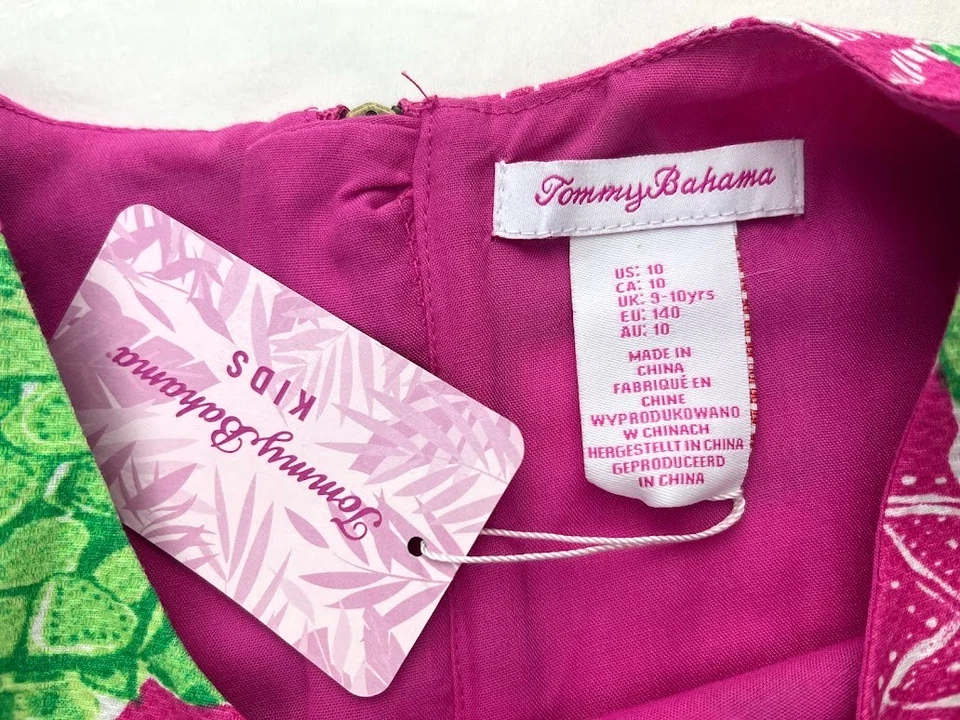 Tommy Bahama
US: 10
CA: 10
UK: 9-10yrs
EU: 140
AU: 10
MADE IN
CHINA
FABRIQUÉ EN
CHINE
WYPRODUKOWANO
W CHINACH
HERGESTELLT IN CHINA
GEPRODUCEERD
IN CHINA
Tommy Bahama
KIDS